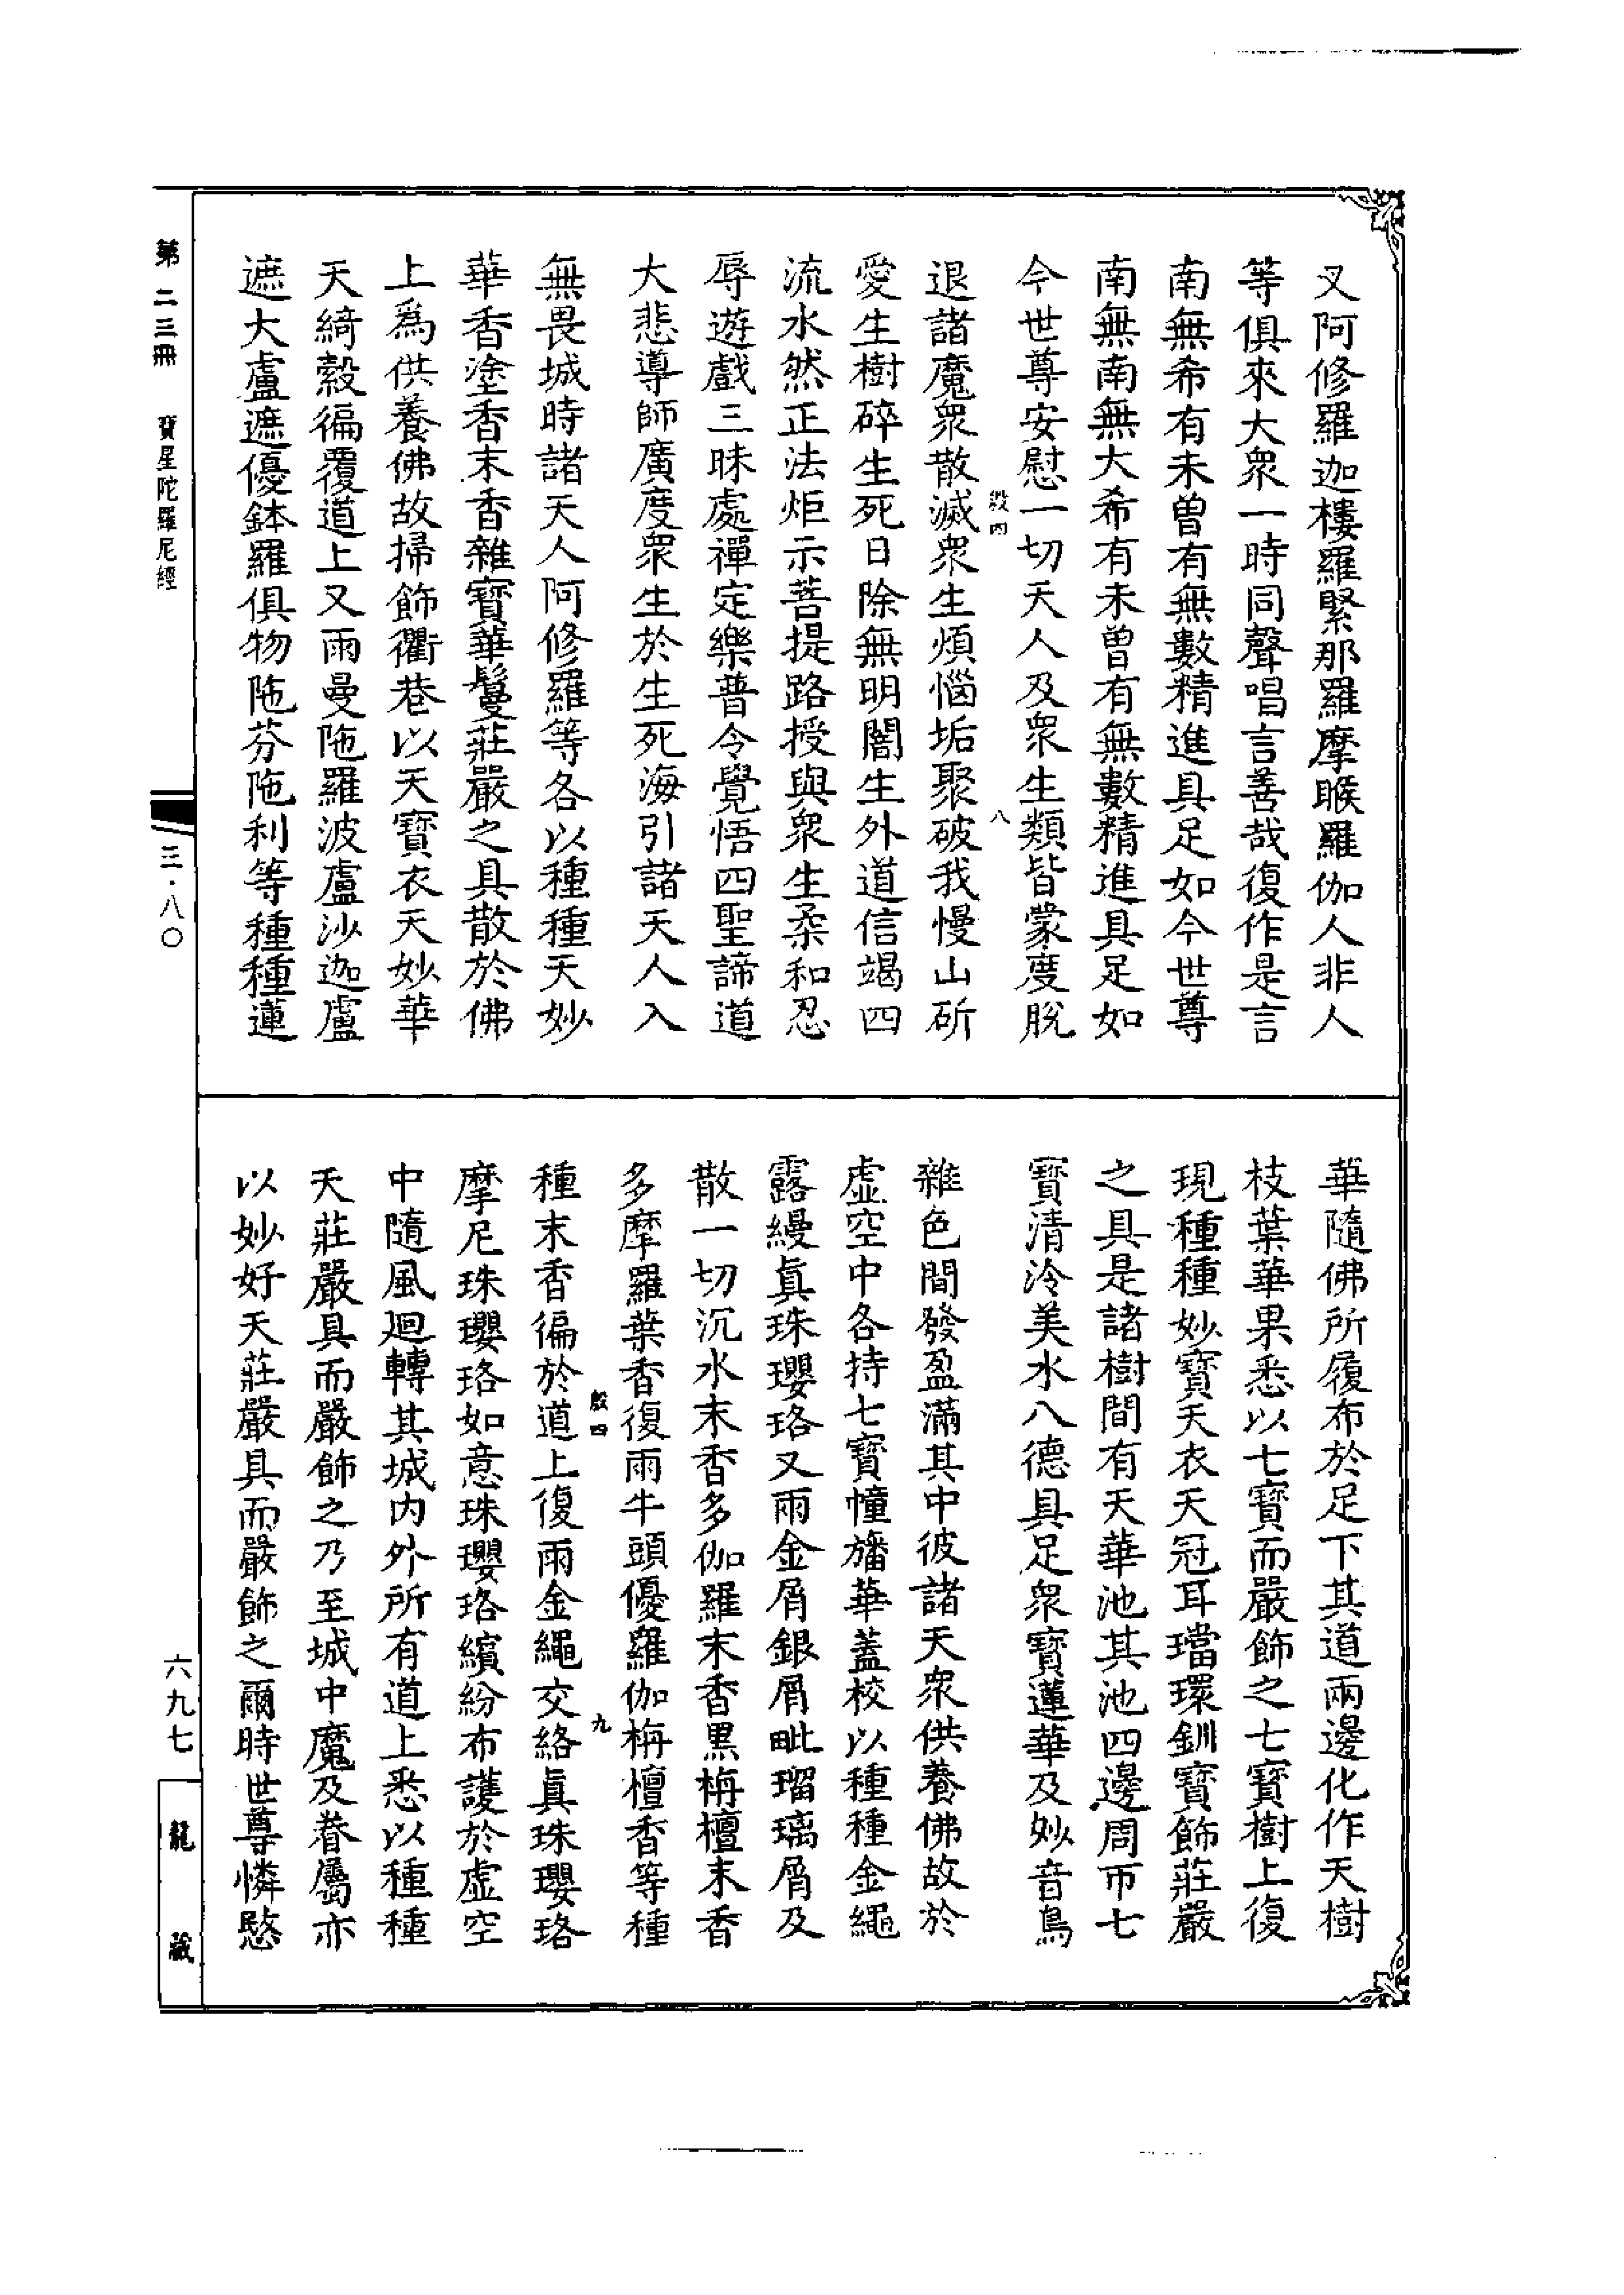 叉阿修羅迦樓羅緊那羅摩睺羅伽人非人
等俱來大衆一時同聲唱言善哉復作是言
南無希有未曾有無數精進具足如今世尊
南無南無大希有未曾有無數精進具足如
今世尊安慰一切天人及衆生類皆蒙度脫
殷四 八
退諸魔衆散滅衆生煩惱垢聚破我慢山斫
愛生樹碎生死日除無明闇生外道信竭四
流水然正法炬示菩提路授與衆生柔和忍
辱遊戲三昧處禪定樂普令覺悟四聖諦道
大悲導師廣度衆生於生死海引諸天人入
無畏城時諸天人阿修羅等各以種種天妙
華香塗香末香雜寶華鬘莊嚴之具散於佛
上爲供養佛故掃飾衢巷以天寶衣天妙華
天綺縠徧覆道上又雨曼陁羅波盧沙迦盧
遮大盧遮優鉢羅俱物陁芬陁利等種種蓮
華隨佛所履布於足下其道兩邊化作天樹
枝葉華果悉以七寶而嚴飾之七寶樹上復
現種種妙寶天衣天冠耳璫環釧寶飾莊嚴
之具是諸樹間有天華池其池四邊周帀七
寶清泠美水八德具足衆寶蓮華及妙音鳥
雜色間發盈滿其中彼諸天衆供養佛故於
虛空中各持七寶幢旛華蓋校以種種金繩
露縵眞珠瓔珞又雨金屑銀屑毗瑠璃屑及
散一切沉水末香多伽羅末香黑栴檀末香
多摩羅葉香復雨牛頭優羅伽栴檀香等種
殷四 九
種末香徧於道上復雨金繩交絡眞珠瓔珞
摩尼珠瓔珞如意珠瓔珞繽紛布護於虛空
中隨風廻轉其城內外所有道上悉以種種
天莊嚴具而嚴飾之乃至城中魔及眷屬亦
以妙好天莊嚴具而嚴飾之爾時世尊憐愍
第二三冊 寶星陀羅尼經
三·八〇
六九七
龍藏